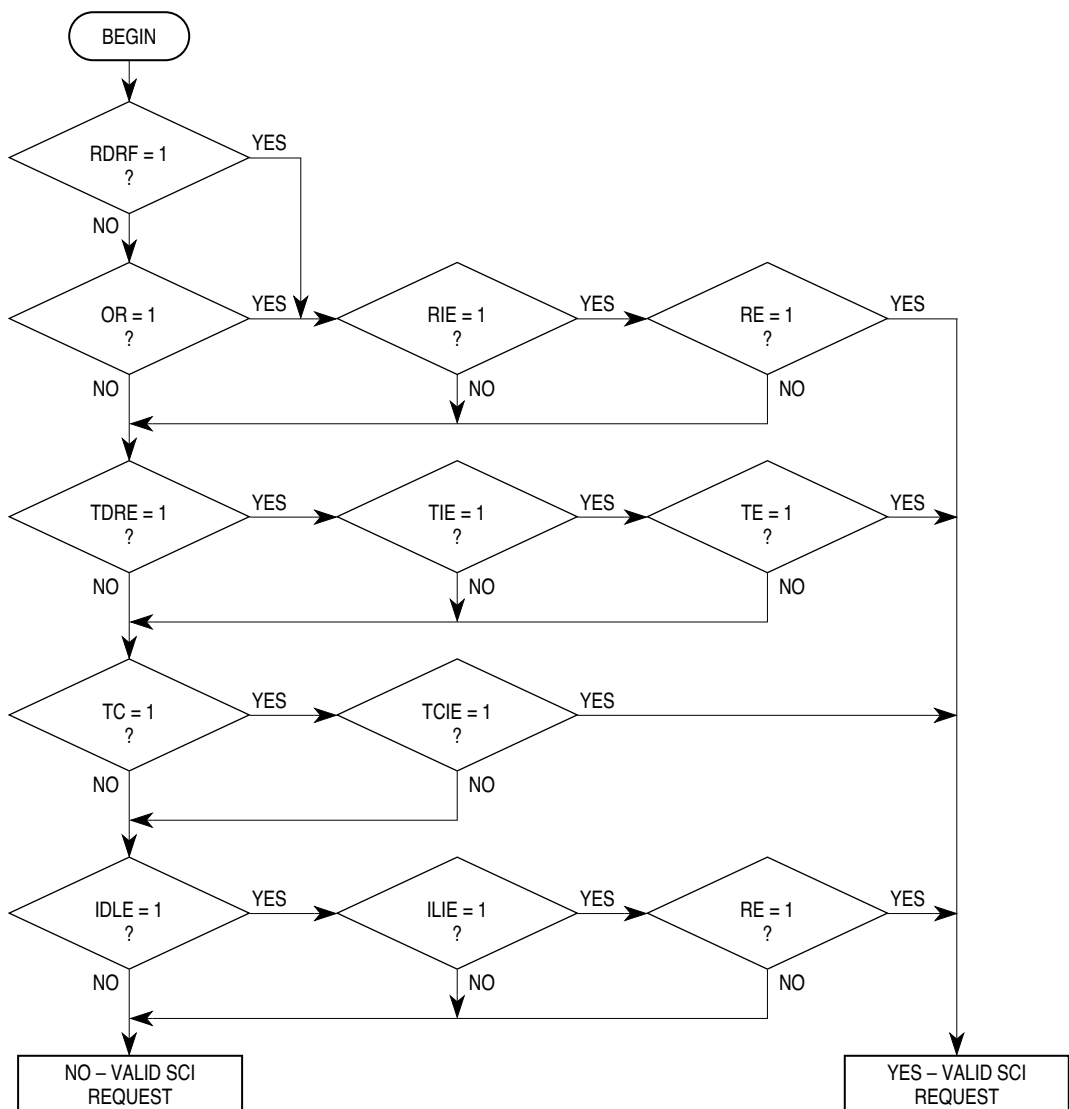 BEGIN
RDRF = 1
?
YES
NO
OR = 1
?
YES
NO
RIE = 1
?
YES
NO
RE = 1
?
YES
NO
TDRE = 1
?
YES
NO
TIE = 1
?
YES
NO
TE = 1
?
YES
NO
TC = 1
?
YES
NO
TCIE = 1
?
YES
NO
IDLE = 1
?
YES
NO
ILIE = 1
?
YES
NO
RE = 1
?
YES
NO
NO – VALID SCI
REQUEST
YES – VALID SCI
REQUEST